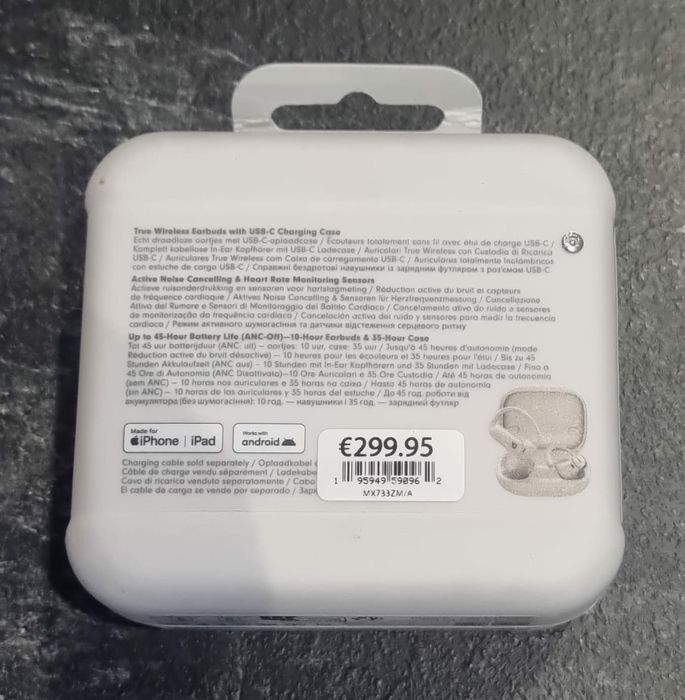 True Wireless Earbuds with USB-C Charging Case
Echt draadloze oortjes met USB-C-oplaadcase / Écouteurs totalement sans fil avec étui de charge USB-C /
Komplett kabellose In-Ear Kopfhörer mit USB-C Ladecase / Auricolari True Wireless con Custodia di Ricarica
USB-C / Auriculares True Wireless com Caixa de carregamento USB-C / Auriculares totalmente inalámbricos
con estuche de carga USB-C / Справжні бездротові навушники із зарядним футляром з роз'ємом USB-C
Active Noise Cancelling & Heart Rate Monitoring Sensors
Actieve ruisonderdrukking en sensoren voor hartslagmeting / Réduction active du bruit et capteurs
de fréquence cardiaque / Aktives Noise Cancelling & Sensoren für Herzfrequenzmessung / Cancellazione
Attiva del Rumore e Sensori di Monitoraggio del Battito Cardiaco / Cancelamento ativo do ruído e sensores
de monitorização da frequência cardíaca / Cancelación activa del ruido y sensores para medir la frecuencia
cardiaca / Режим активного шумогасіння та датчики відстеження серцевого ритму
Up to 45-Hour Battery Life (ANC-Off)—10-Hour Earbuds & 35-Hour Case
Tot 45 uur batterijduur (ANC: uit) – oortjes: 10 uur, case: 35 uur / Jusqu'à 45 heures d'autonomie (mode
Réduction active du bruit désactivé) – 10 heures pour les écouteurs et 35 heures pour l'étui / Bis zu 45
Stunden Akkulaufzeit (ANC aus) – 10 Stunden mit In-Ear Kopfhörern und 35 Stunden mit Ladecase / Fino a
45 Ore di Autonomia (ANC Disattivato)–10 Ore Auricolari e 35 Ore Custodia / Até 45 horas de autonomia
(sem ANC) – 10 horas nos auriculares e 35 horas na caixa / Hasta 45 horas de autonomía
(sin ANC) – 10 horas de los auriculares y 35 horas del estuche / До 45 год. роботи від
акумулятора (без шумогасіння): 10 год. — навушники і 35 год. — зарядний футляр
Made for
iPhone | iPad
Works with
android
€299.95
1 95949 59096 2
MX733ZM/A
Charging cable sold separately / Oplaadkabel
Câble de charge vendu séparément / Ladekabe
Cavo di ricarica venduto separatamente / Cabo
El cable de carga se vende por separado / Заря